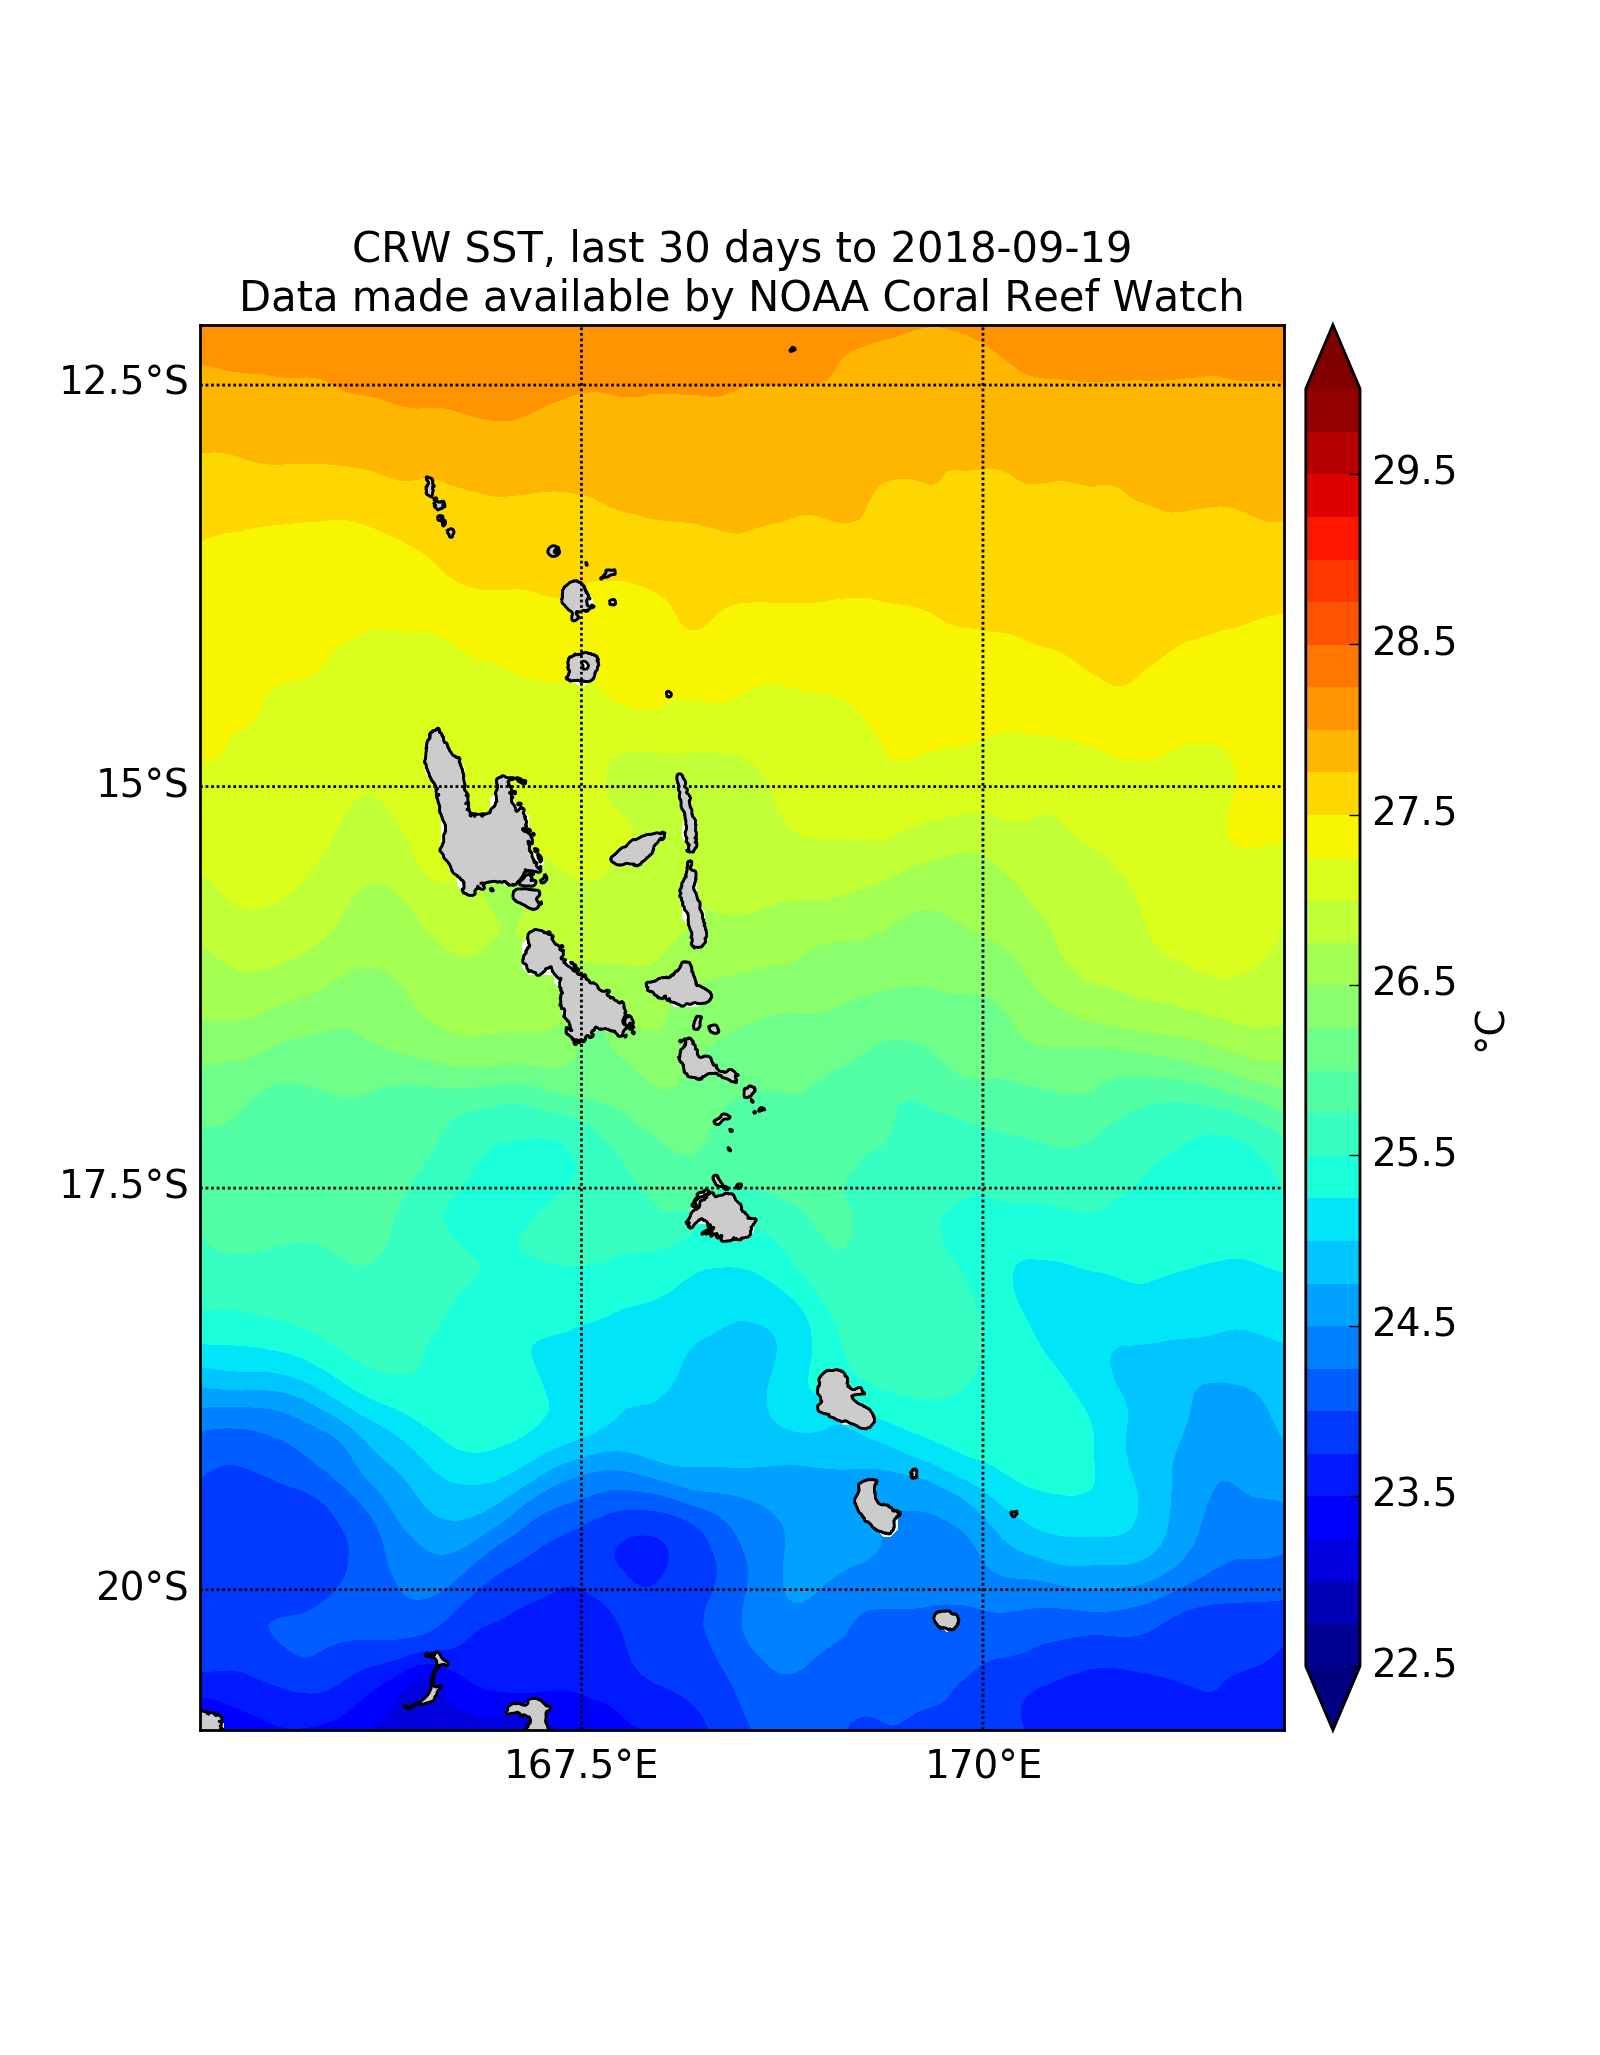 CRW SST, last 30 days to 2018-09-19
Data made available by NOAA Coral Reef Watch
12.5°S
15°S
17.5°S
20°S
167.5°E
170°E
29.5
28.5
27.5
26.5
25.5
24.5
23.5
22.5
°C